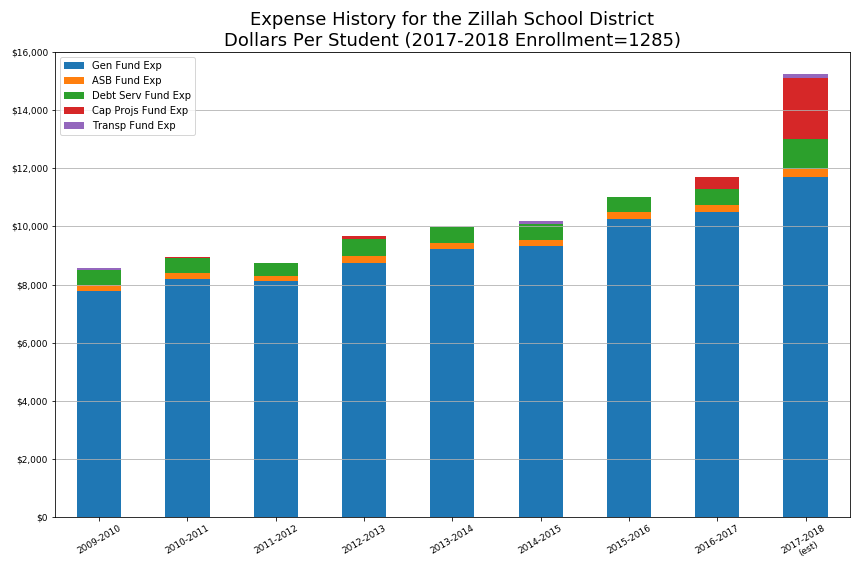 Expense History for the Zillah School District
Dollars Per Student (2017-2018 Enrollment=1285)
$16,000
$14,000
$12,000
$10,000
$8,000
$6,000
$4,000
$2,000
$0
Gen Fund Exp
ASB Fund Exp
Debt Serv Fund Exp
Cap Projs Fund Exp
Transp Fund Exp
2009-2010
2010-2011
2011-2012
2012-2013
2013-2014
2014-2015
2015-2016
2016-2017
2017-2018
(est)